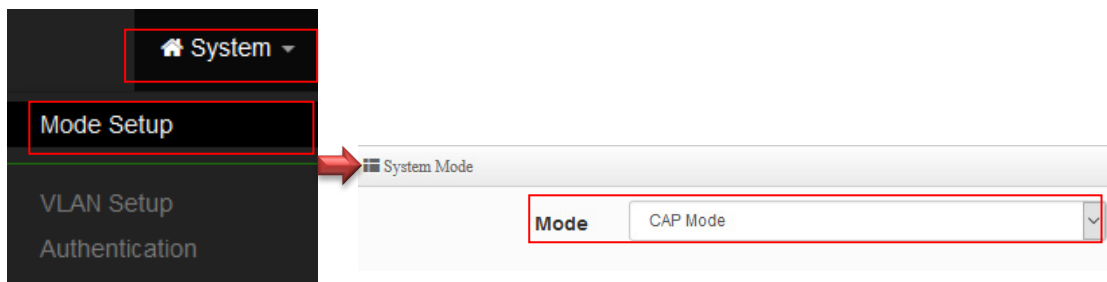 System
Mode Setup
VLAN Setup
Authentication
System Mode
Mode CAP Mode